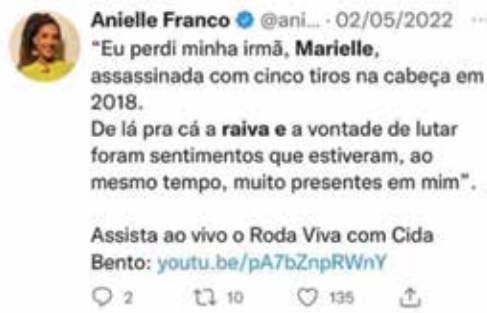 Anielle Franco @ani... · 02/05/2022 ...
“Eu perdi minha irmã, Marielle,
assassinada com cinco tiros na cabeça em
2018.
De lá pra cá a raiva e a vontade de lutar
foram sentimentos que estiveram, ao
mesmo tempo, muito presentes em mim”.
Assista ao vivo o Roda Viva com Cida
Bento: youtu.be/pA7bZnpRWnY
2 10 135